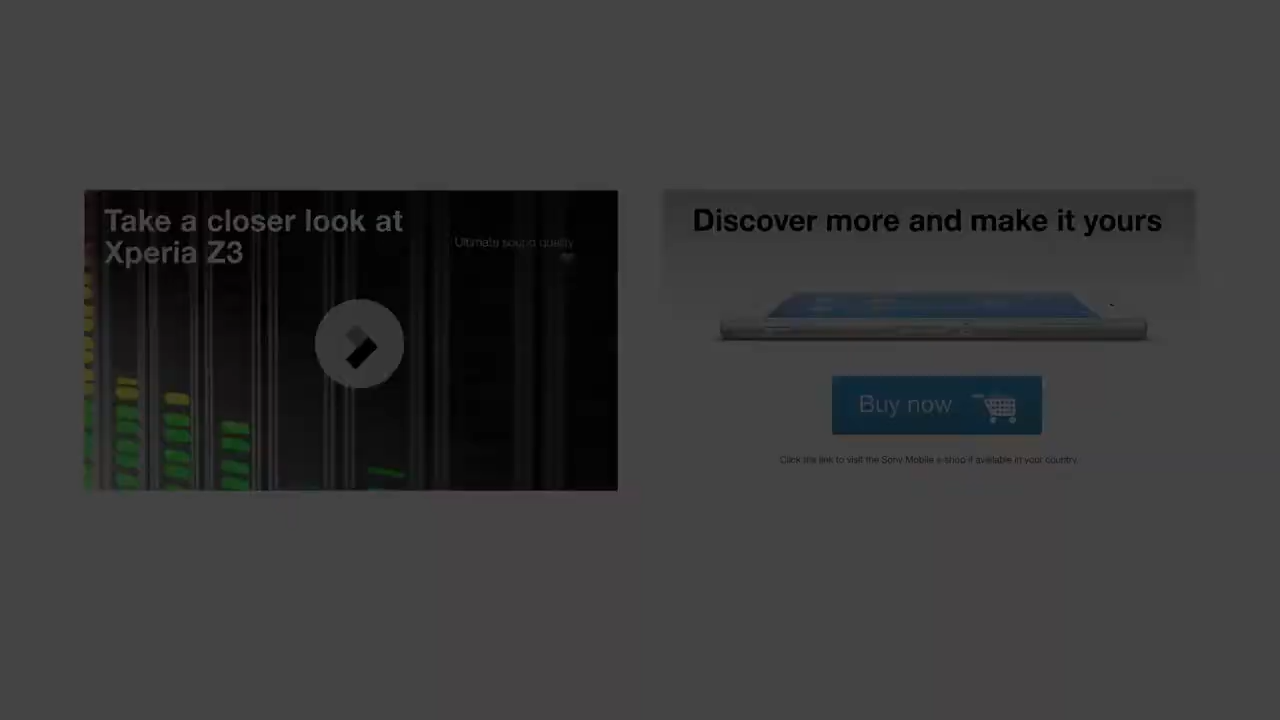 Take a closer look at
Xperia Z3
Ultimate sound quality
Discover more and make it yours
Buy now
Click the link to visit the Sony Mobile e-shop if available in your country.